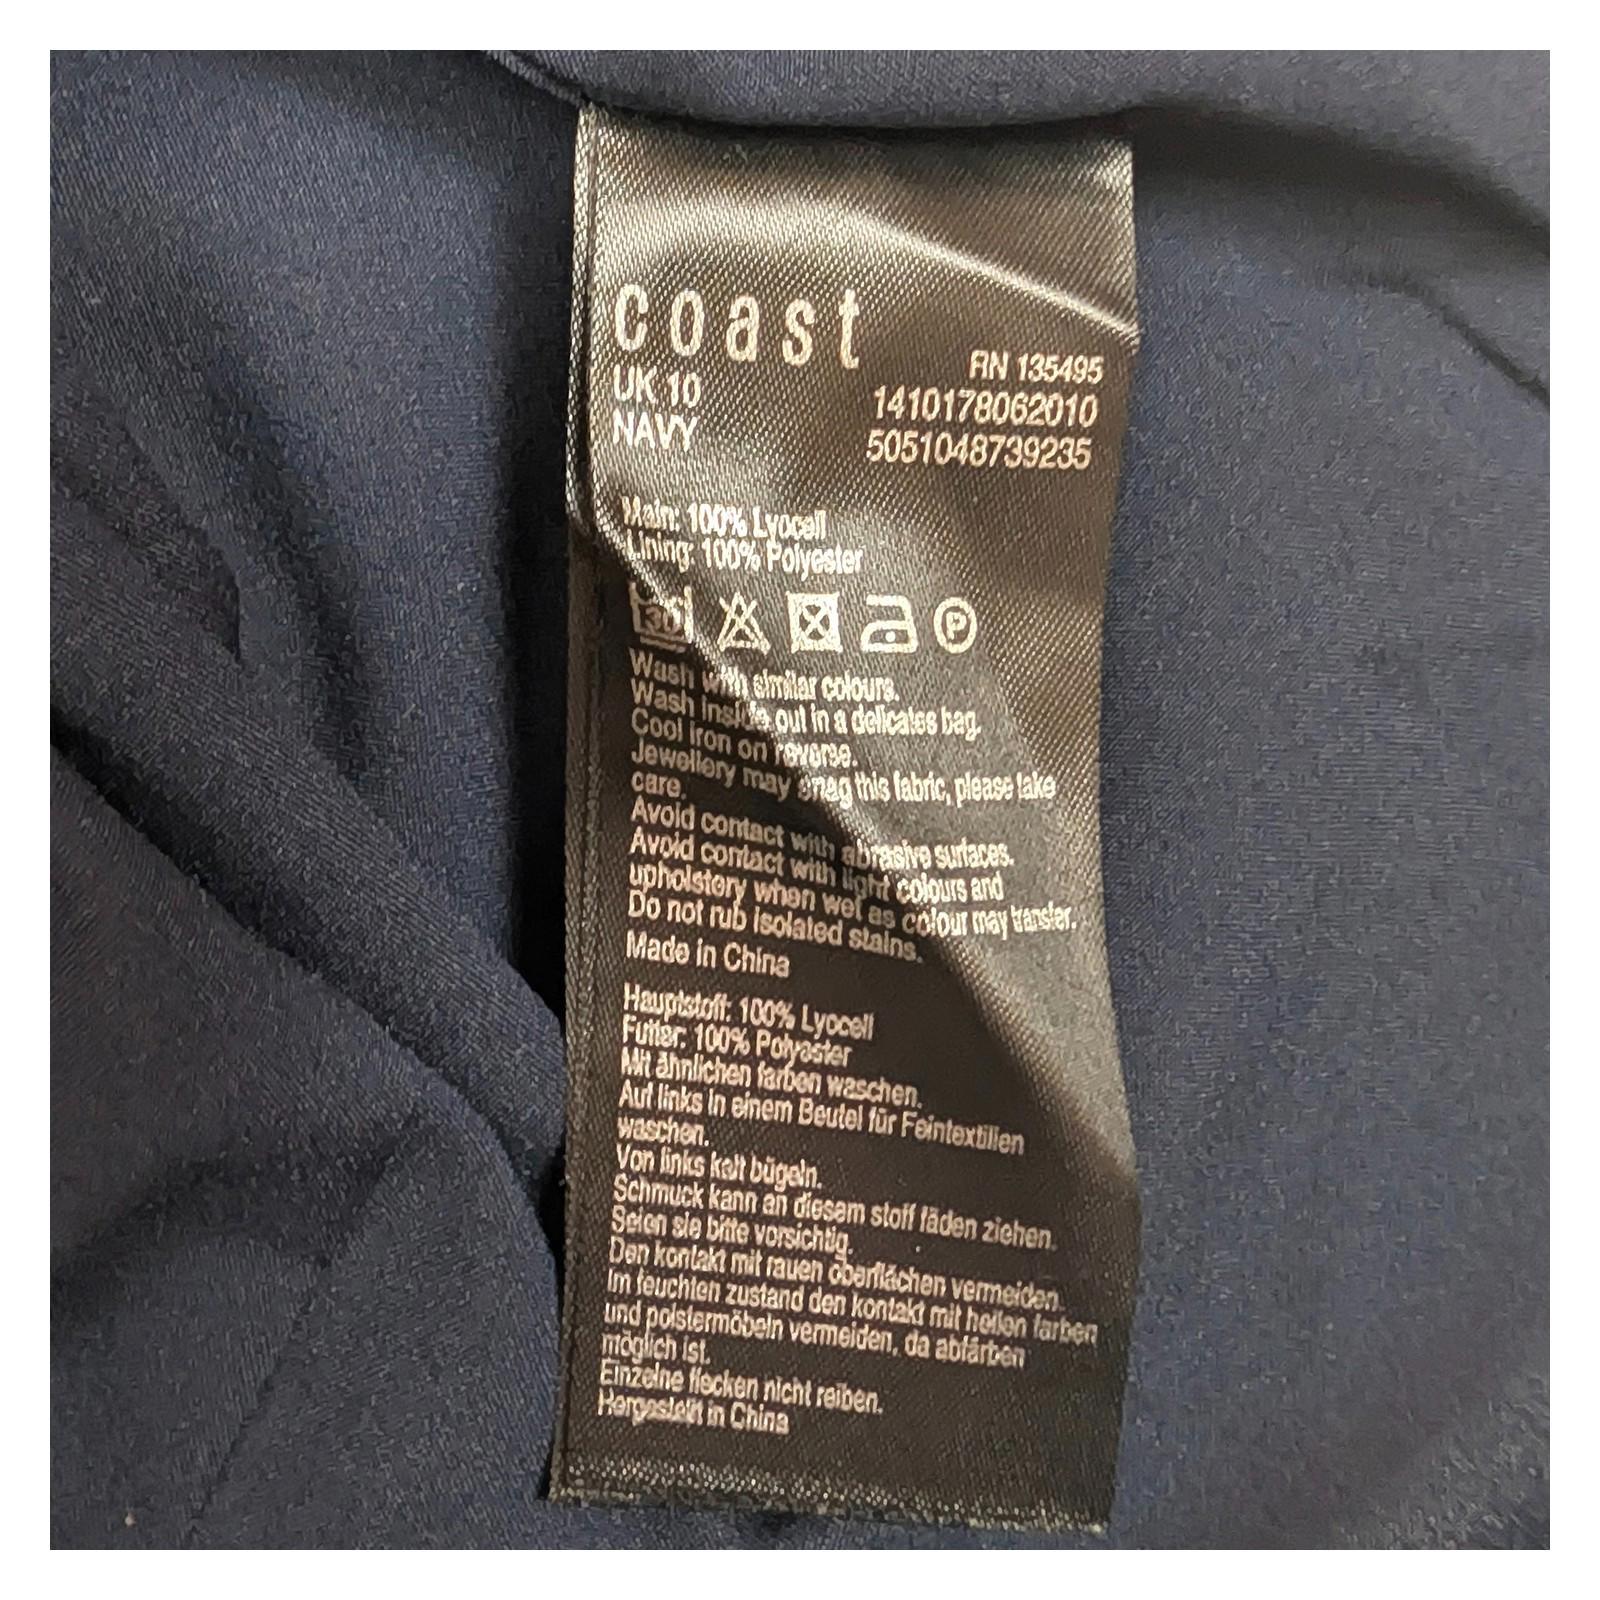 coast
RN 135495
UK 10
1410178062010
NAVY
5051048739235
Main: 100% Lyocell
Lining: 100% Polyester
30
P
Wash with similar colours.
Wash inside out in a delicates bag.
Cool iron on reverse.
Jewellery may snag this fabric, please take
care.
Avoid contact with abrasive surfaces.
Avoid contact with light colours and
upholstory when wet as colour may transfer.
Do not rub isolated stains.
Made in China
Hauptstoff: 100% Lyocell
Futter: 100% Polyester
Mit ähnlichen farben waschen.
Auf links in einem Beutel für Feintextilien
waschen.
Von links kalt bügeln.
Schmuck kann an diesem stoff fäden ziehen.
Seien sie bitte vorsichtig.
Den kontakt mit rauen oberflächen vermeiden.
Im feuchten zustand den kontakt mit hellen farben
und polstermöbeln vermeiden, da abfärben
möglich ist.
Einzelne flecken nicht reiben.
Hergestellt in China